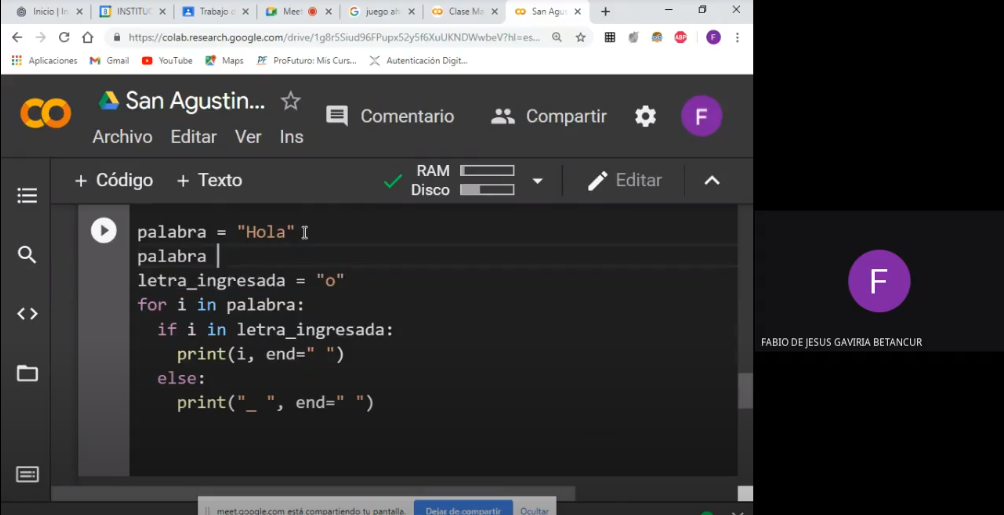 Inicio | In
INSTITUC
Trabajo d
Meet
juego ah
Clase Ma
San Agus
https://colab.research.google.com/drive/1g8r5Siud96FPupx52y5f6XuUKNDWwbeV?hl=es...
Aplicaciones
Gmail
YouTube
Maps
ProFuturo: Mis Curs...
Autenticación Digit...
San Agustin...
Comentario
Compartir
F
Archivo Editar Ver Ins
+ Código + Texto
RAM
Disco
Editar
palabra = "Hola"
palabra
letra_ingresada = "o"
for i in palabra:
if i in letra_ingresada:
print(i, end=" ")
else:
print("_ ", end=" ")
F
FABIO DE JESUS GAVIRIA BETANCUR
meet.google.com está compartiendo tu pantalla.
Dejar de compartir
Ocultar